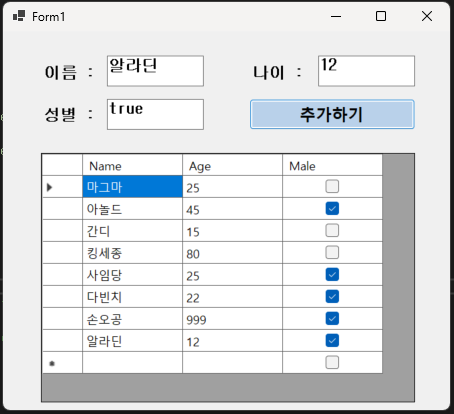 Form1
이름 : 알라딘 나이 : 12
성별 : true 추가하기
Name Age Male
마그마 25
아놀드 45
간디 15
킹세종 80
사임당 25
다빈치 22
손오공 999
알라딘 12